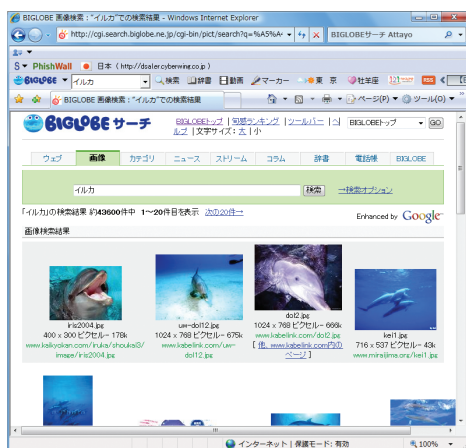 BIGLOBE 画像検索：“イルカ”での検索結果 - Windows Internet Explorer
http://cgi.search.biglobe.ne.jp/cgi-bin/pict/search?q=%A5%A4
BIGLOBEサーチ Attayo
PhishWall 日本 ( http://dsaler.cyberwing.co.jp )
BIGLOBE イルカ 検索 辞書 動画 マーカー 東 京 牡羊座 RSS
BIGLOBE 画像検索：“イルカ”での検索結果 ページ(P) ツール(O)
BIGLOBE サーチ
BIGLOBEトップ | 旬感ランキング | ツールバー | ヘルプ | 文字サイズ：大 | 小
BIGLOBEトップ GO
ウェブ 画像 カテゴリ ニュース ストリーム コラム 辞書 電話帳 BIGLOBE
イルカ 検索 →検索オプション
「イルカ」の検索結果 約43600件中 1〜20件目を表示 次の20件→
Enhanced by Google
画像検索結果
iris2004.jpg
400 x 300 ピクセル - 178k
www.kaikyokan.com/iruka/shoukai3/image/iris2004.jpg
uw-dol12.jpg
1024 x 768 ピクセル - 675k
www.kabelink.com/uw-dol12.jpg
dol2.jpg
1024 x 768 ピクセル - 666k
www.kabelink.com/dol2.jpg
[ 他、www.kabelink.com内のページ ]
kei1.jpg
716 x 537 ピクセル - 43k
www.miraijima.org/kei1.jpg
インターネット | 保護モード: 有効
100%